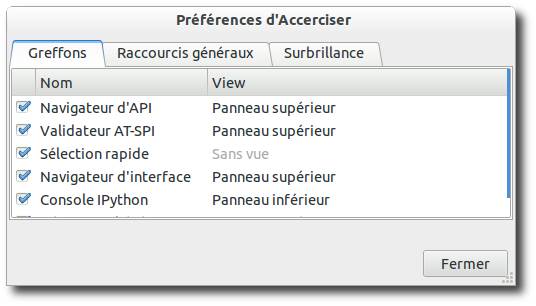 Préférences d'Accerciser
Greffons Raccourcis généraux Surbrillance
Nom View
Navigateur d'API Panneau supérieur
Validateur AT-SPI Panneau supérieur
Sélection rapide Sans vue
Navigateur d'interface Panneau supérieur
Console IPython Panneau inférieur
Fermer